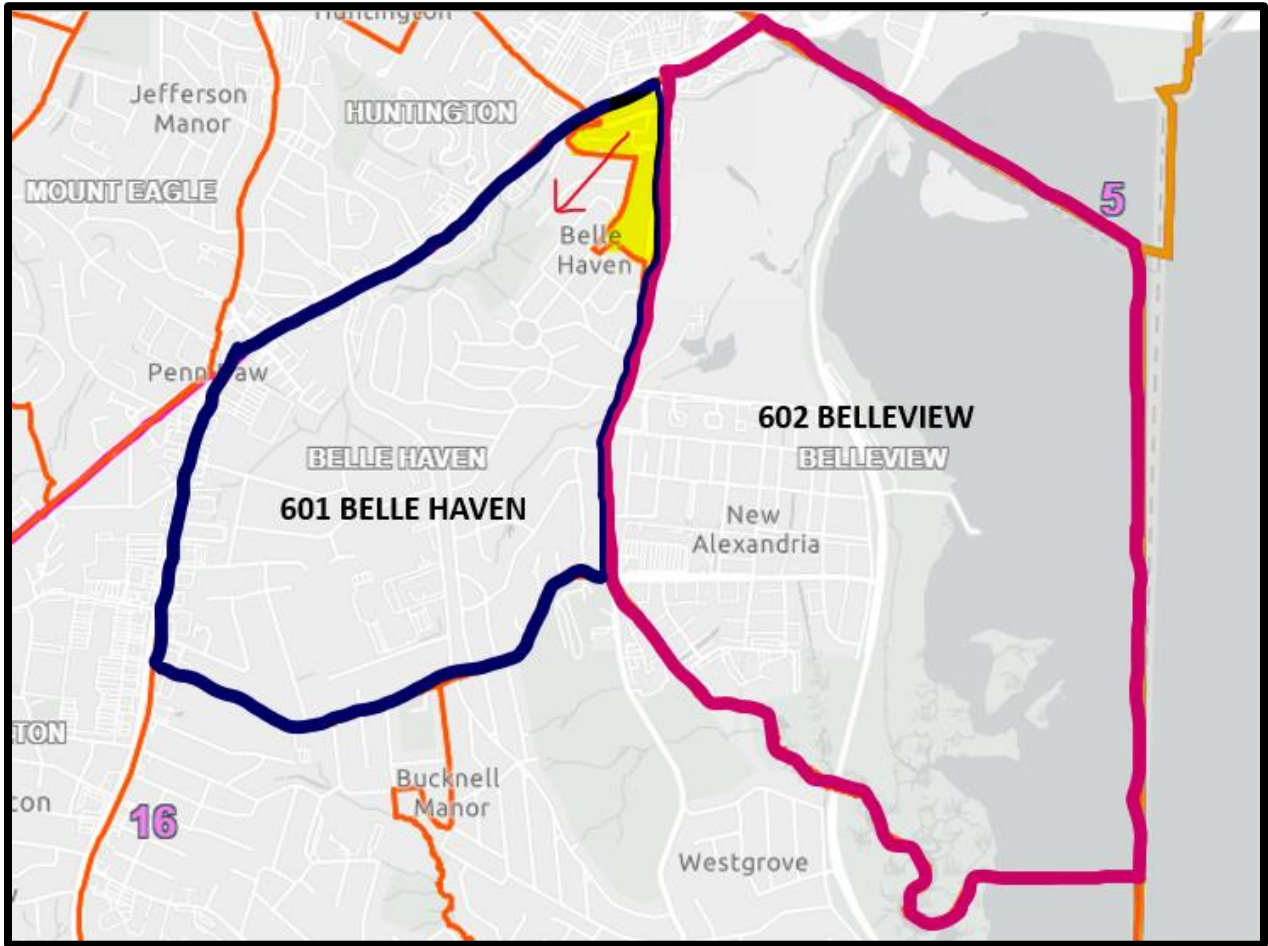 Huntington
Jefferson
Manor
HUNTINGTON
MOUNT EAGLE
5
Belle
Haven
Penn Daw
602 BELLEVIEW
BELLEVIEW
BELLE HAVEN
601 BELLE HAVEN
New
Alexandria
TON
Bucknell
Manor
con
16
Westgrove